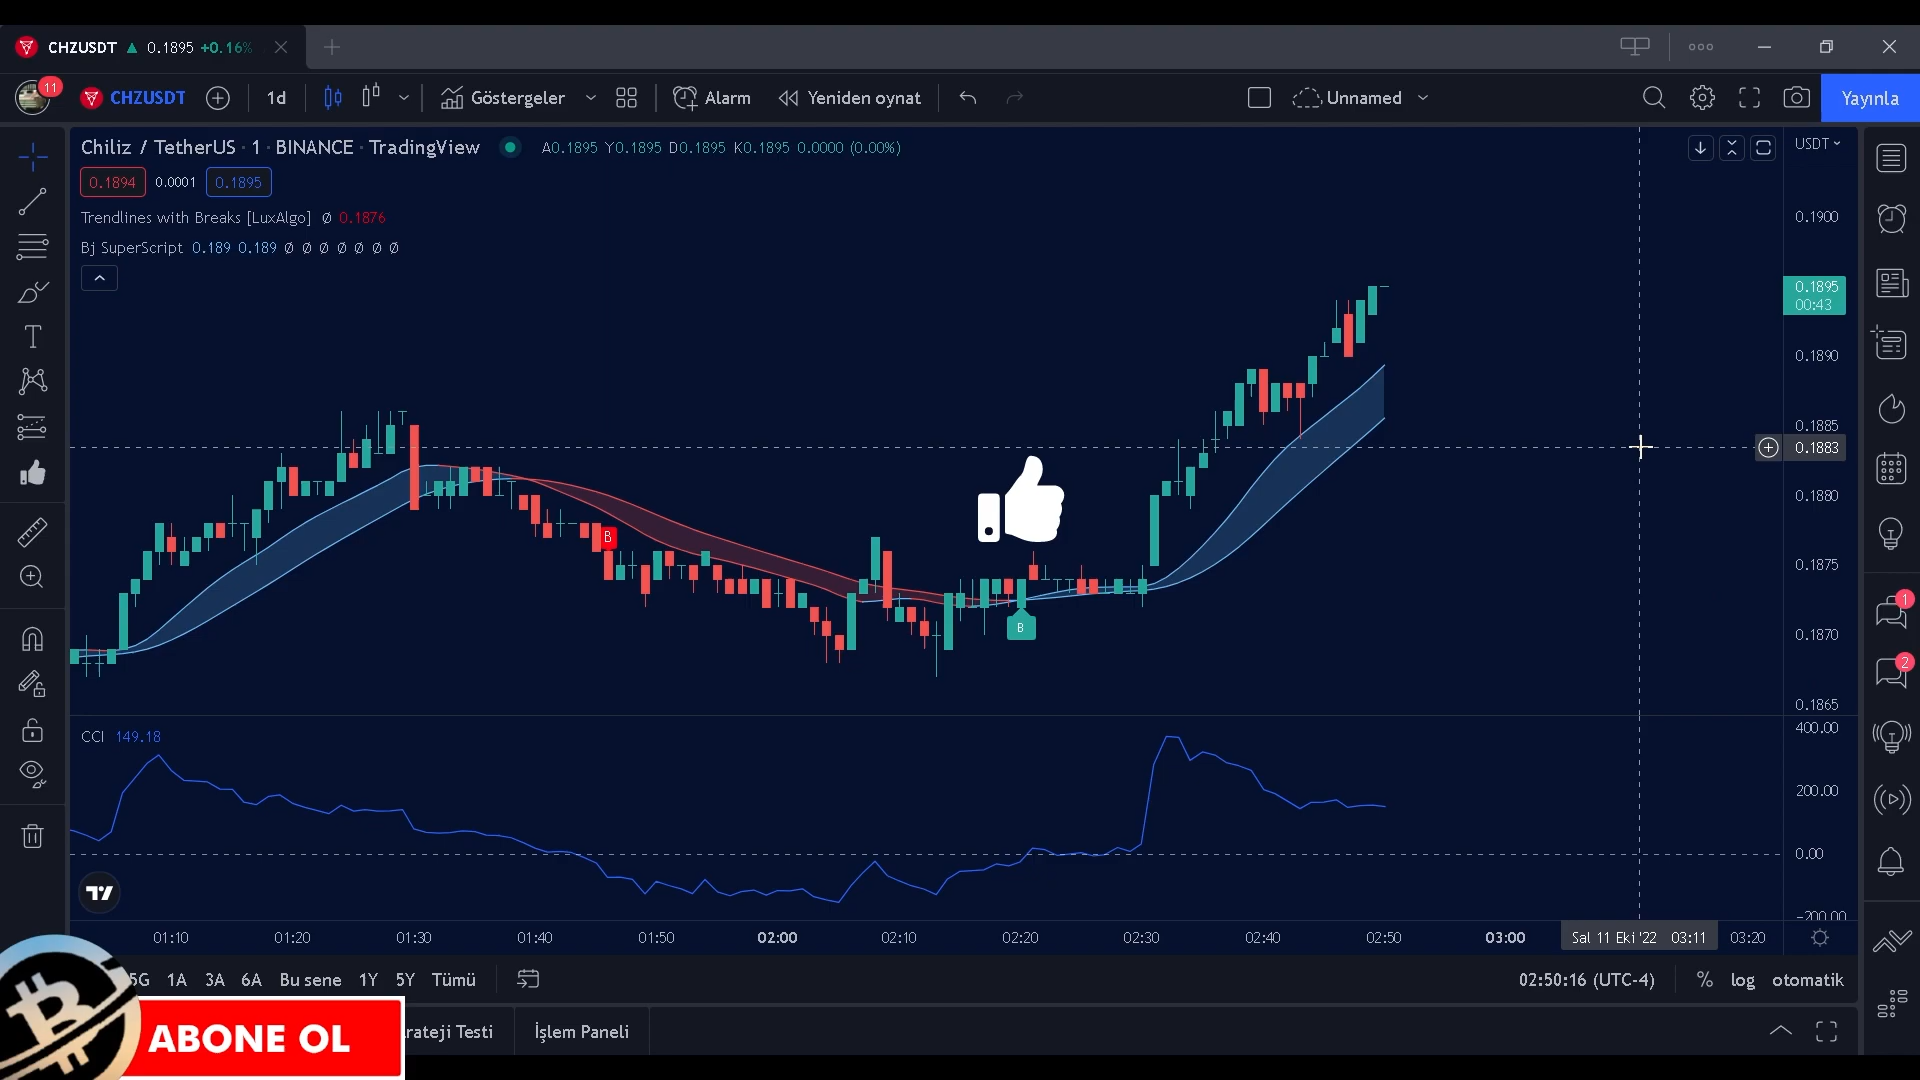 CHZUSDT ▲ 0.1895 +0.16%
11 CHZUSDT 1d Göstergeler Alarm Yeniden oynat Unnamed Yayınla
Chiliz / TetherUS · 1 · BINANCE · TradingView A0.1895 Y0.1895 D0.1895 K0.1895 0.0000 (0.00%) USDT
0.1894 0.0001 0.1895
Trendlines with Breaks [LuxAlgo] Ø 0.1876
Bj SuperScript 0.189 0.189 Ø Ø Ø Ø Ø Ø Ø
0.1900
0.1895
00:43
0.1890
0.1885
0.1883
0.1880
B
0.1875
B
0.1870
0.1865
1
2
CCI 149.18
400.00
200.00
0.00
-200.00
01:10 01:20 01:30 01:40 01:50 02:00 02:10 02:20 02:30 02:40 02:50 03:00 Sal 11 Eki '22 03:11 03:20
5G 1A 3A 6A Bu sene 1Y 5Y Tümü 02:50:16 (UTC-4) % log otomatik
ABONE OL rateji Testi İşlem Paneli